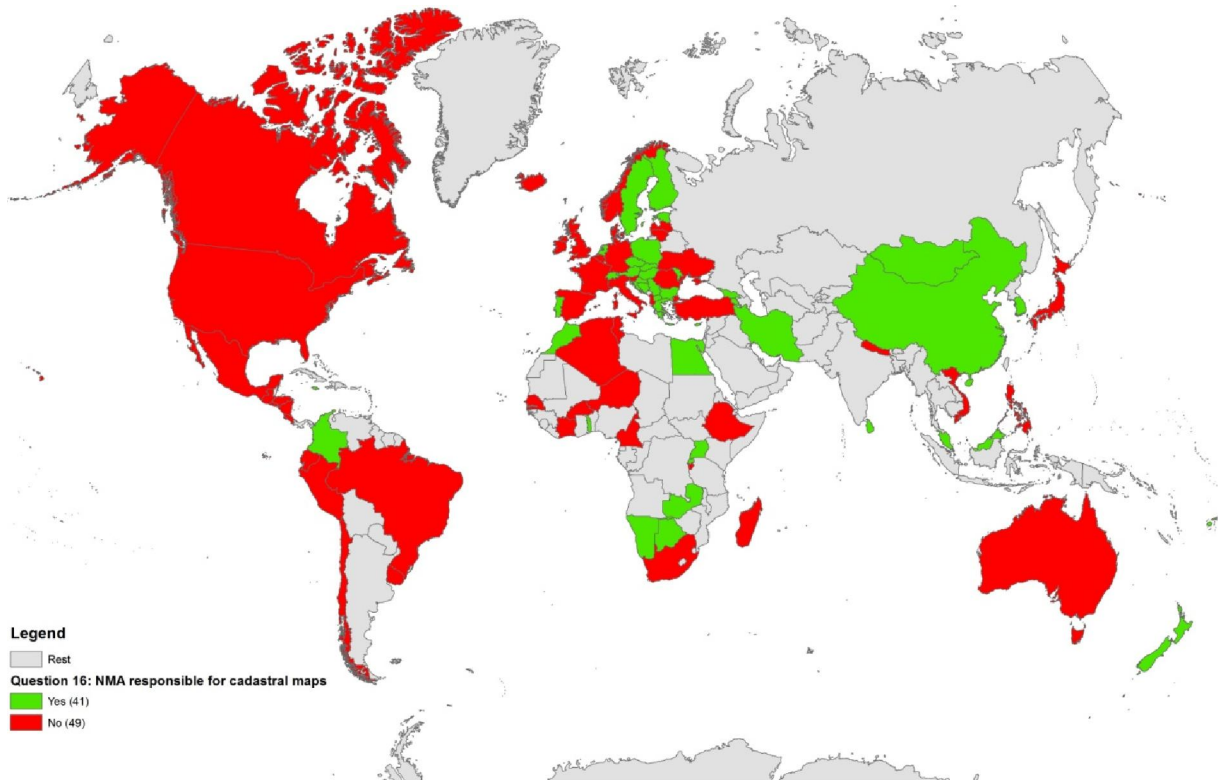 Legend
Rest
Question 16: NMA responsible for cadastral maps
Yes (41)
No (49)